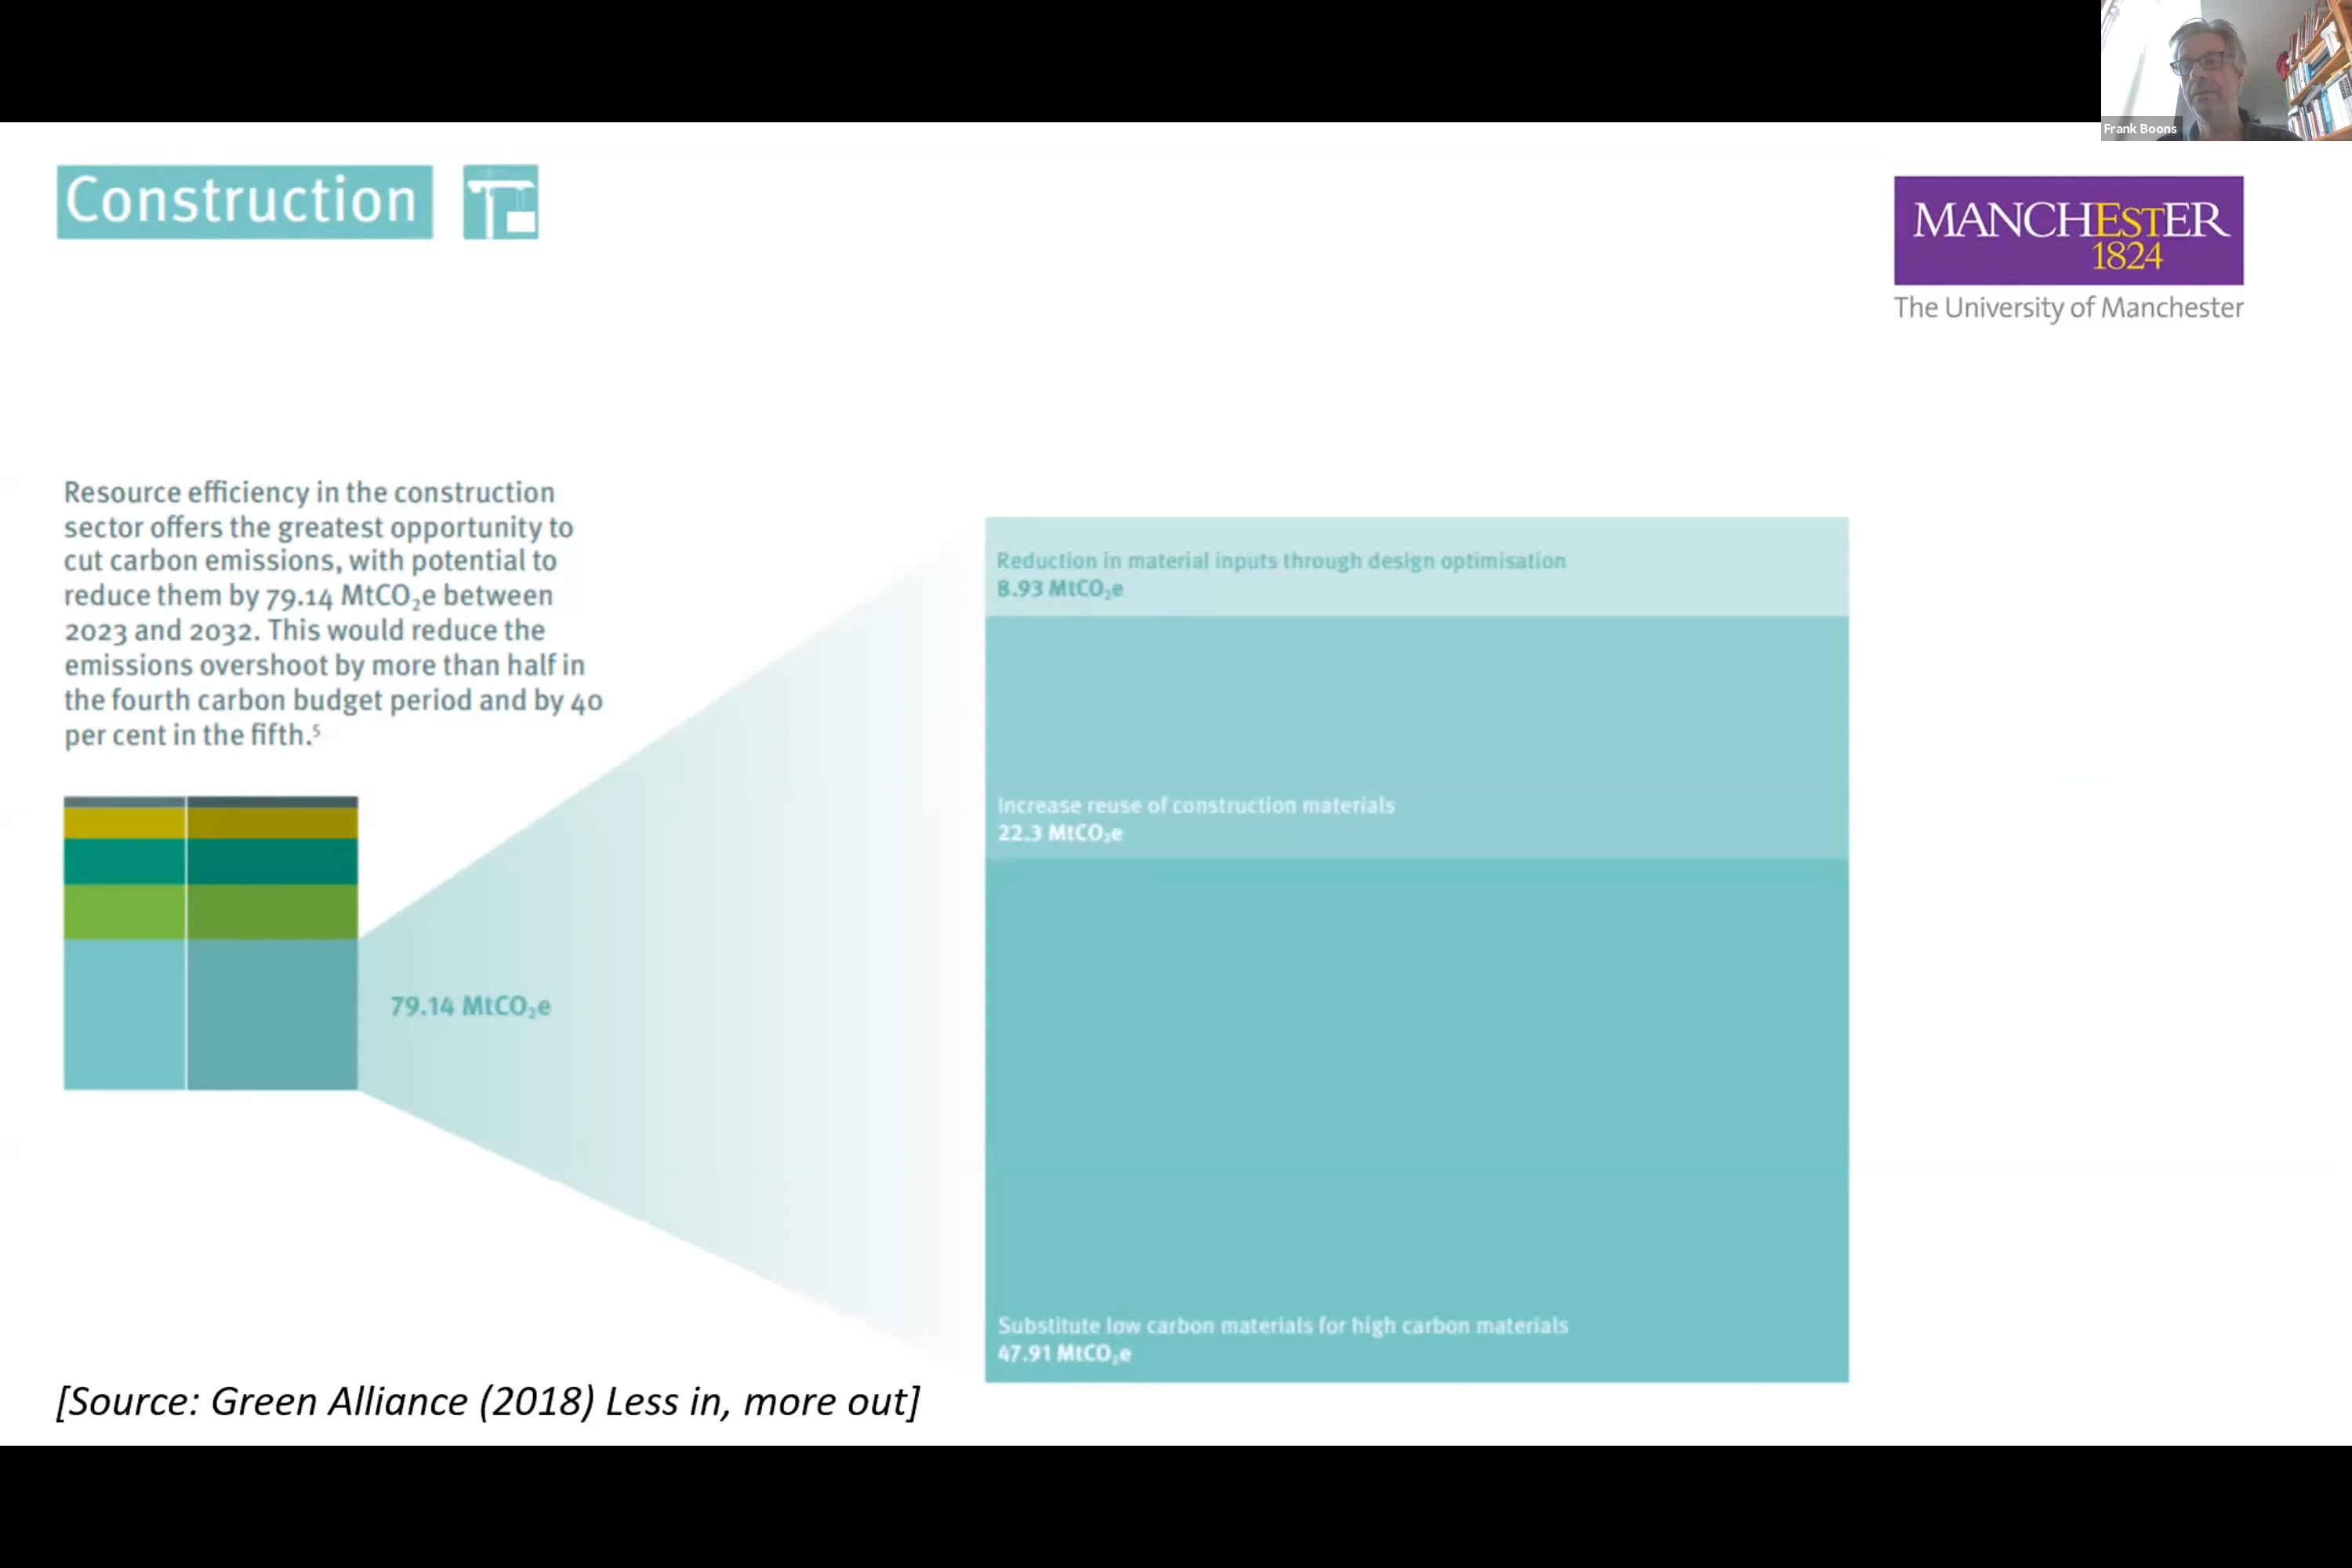 Frank Boons
Construction
MANCHESTER
1824
The University of Manchester
Resource efficiency in the construction
sector offers the greatest opportunity to
cut carbon emissions, with potential to
reduce them by 79.14 MtCO₂e between
2023 and 2032. This would reduce the
emissions overshoot by more than half in
the fourth carbon budget period and by 40
per cent in the fifth.⁵
79.14 MtCO₂e
Reduction in material inputs through design optimisation
8.93 MtCO₂e
Increase reuse of construction materials
22.3 MtCO₂e
Substitute low carbon materials for high carbon materials
47.91 MtCO₂e
[Source: Green Alliance (2018) Less in, more out]